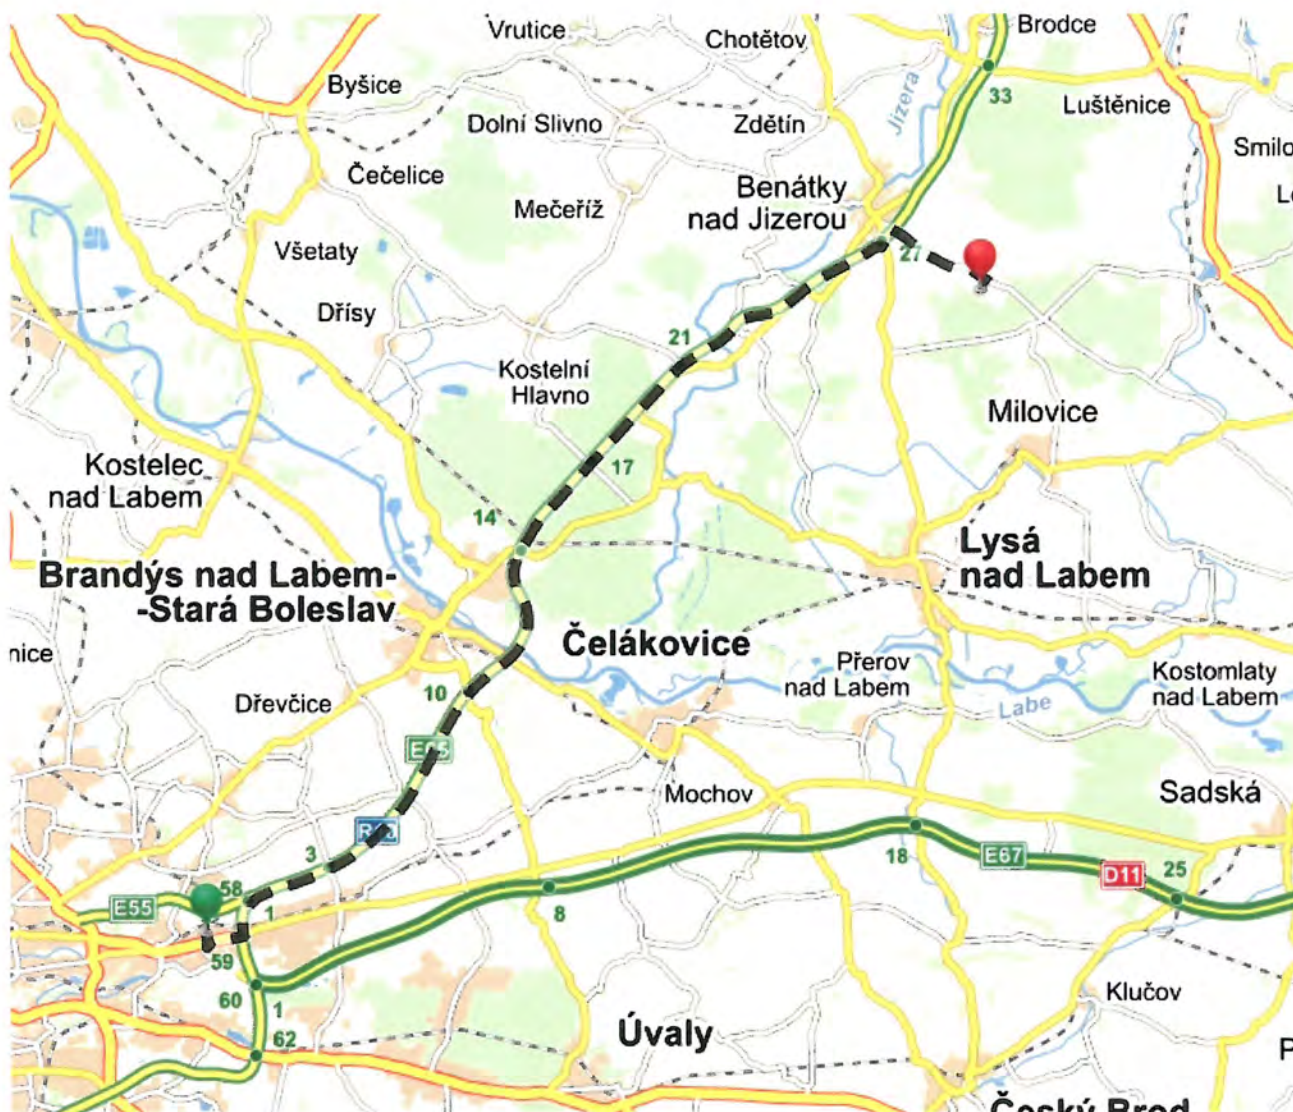 Brodce
Vrutice
Chotětov
Byšice
Jizera
33
Luštěnice
Dolní Slivno
Zdětín
Čečelice
Benátky
nad Jizerou
Mečeříž
Všetaty
27
Dřísy
21
Kostelní
Hlavno
Milovice
Kostelec
nad Labem
17
14
Lysá
nad Labem
Brandýs nad Labem-
-Stará Boleslav
Čelákovice
Přerov
nad Labem
Kostomlaty
nad Labem
Labe
10
Dřevčice
Mochov
Sadská
3
18
E67
D11
25
58
E55
1
8
59
60
1
62
Klučov
Úvaly
Český Brod